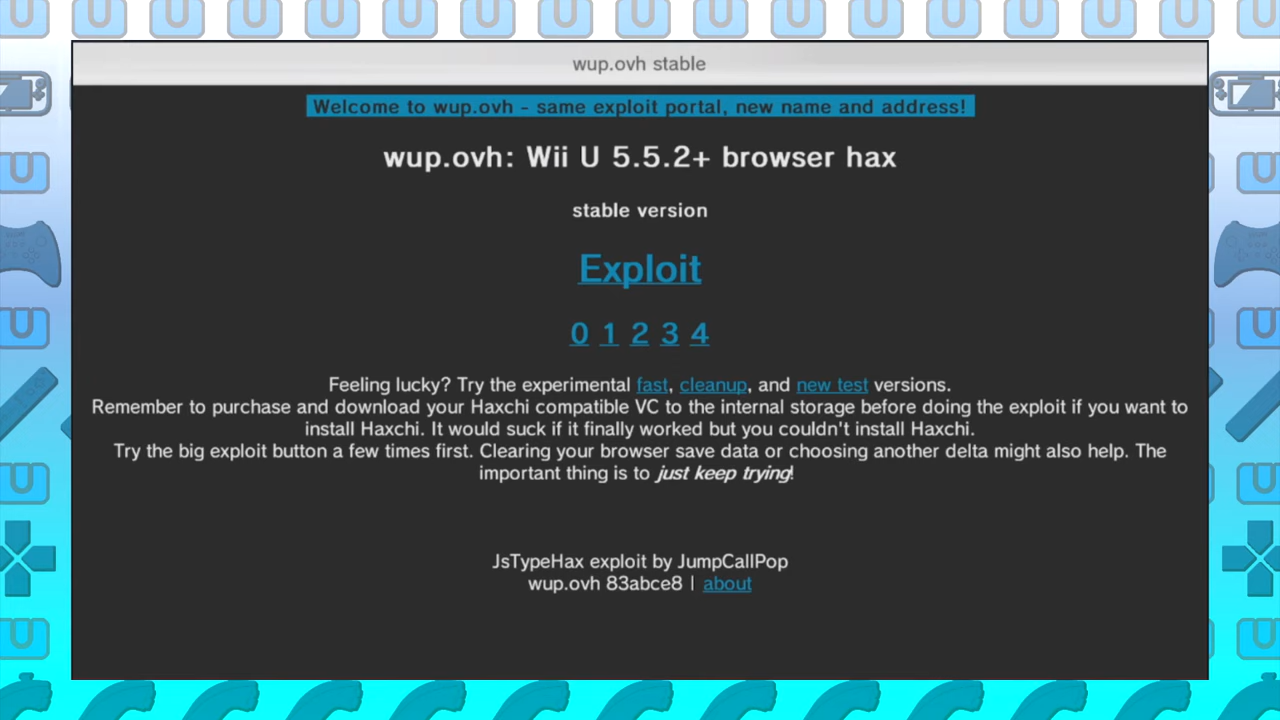 wup.ovh stable
Welcome to wup.ovh - same exploit portal, new name and address!
wup.ovh: Wii U 5.5.2+ browser hax
stable version
Exploit
0 1 2 3 4
Feeling lucky? Try the experimental fast, cleanup, and new test versions.
Remember to purchase and download your Haxchi compatible VC to the internal storage before doing the exploit if you want to
install Haxchi. It would suck if it finally worked but you couldn't install Haxchi.
Try the big exploit button a few times first. Clearing your browser save data or choosing another delta might also help. The
important thing is to just keep trying!
JsTypeHax exploit by JumpCallPop
wup.ovh 83abce8 | about